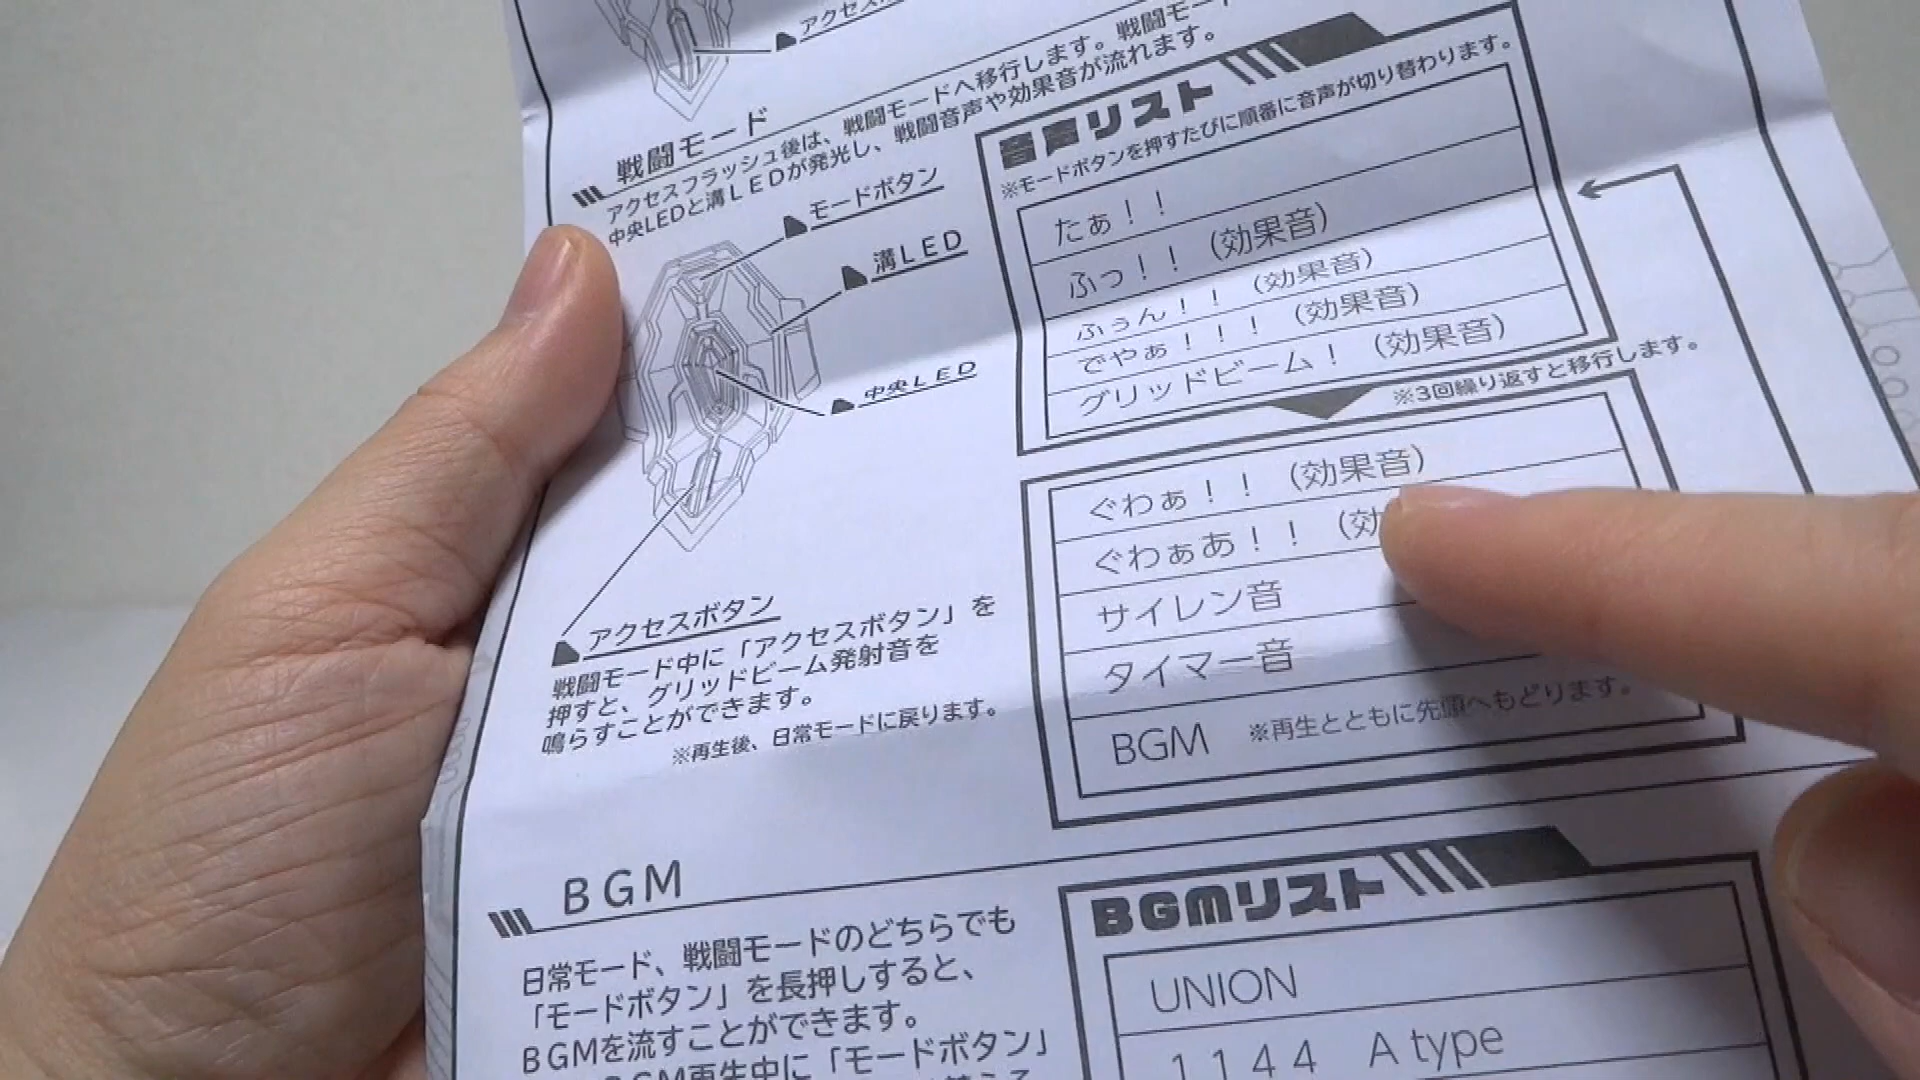 アクセス
戦闘モード
アクセスフラッシュ後は、戦闘モードへ移行します。戦闘モー
中央LEDと溝LEDが発光し、戦闘音声や効果音が流れます。
モードボタン
溝LED
中央LED
アクセスボタン
戦闘モード中に「アクセスボタン」を
押すと、グリッドビーム発射音を
鳴らすことができます。
※再生後、日常モードに戻ります。
音声リスト
※モードボタンを押すたびに順番に音声が切り替わります。
たぁ！！
ふっ！！（効果音）
ふぅん！！（効果音）
でやぁ！！！（効果音）
グリッドビーム！（効果音）
※3回繰り返すと移行します。
ぐわぁ！！（効果音）
ぐわぁあ！！（効
サイレン音
タイマー音
BGM ※再生とともに先頭へもどります。
BGM
日常モード、戦闘モードのどちらでも
「モードボタン」を長押しすると、
BGMを流すことができます。
BGM再生中に「モードボタン」
BGMリスト
UNION
1144 A type